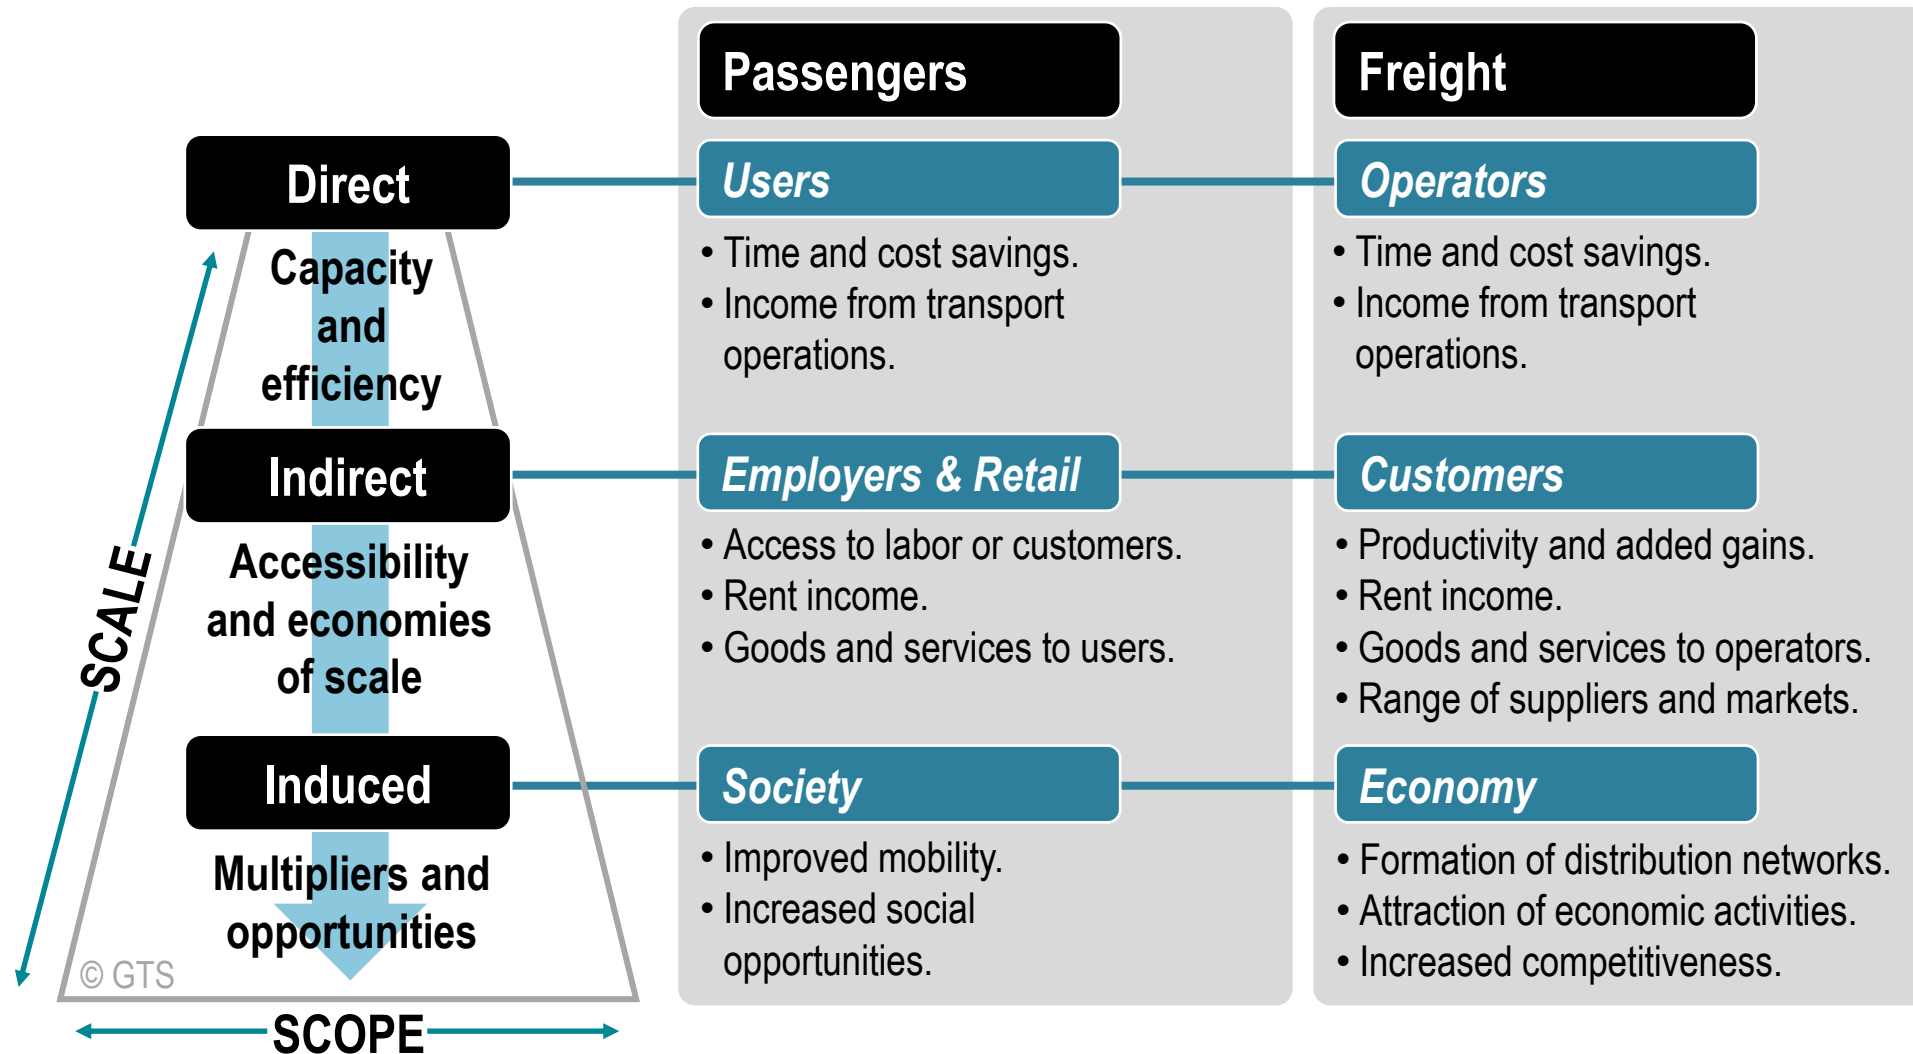 Passengers
Freight
Direct
Users
Operators
Capacity
and
efficiency
• Time and cost savings.
• Income from transport
operations.
• Time and cost savings.
• Income from transport
operations.
Indirect
Employers & Retail
Customers
Accessibility
and economies
of scale
• Access to labor or customers.
• Rent income.
• Goods and services to users.
• Productivity and added gains.
• Rent income.
• Goods and services to operators.
• Range of suppliers and markets.
Induced
Society
Economy
Multipliers and
opportunities
• Improved mobility.
• Increased social
opportunities.
• Formation of distribution networks.
• Attraction of economic activities.
• Increased competitiveness.
SCALE
© GTS
SCOPE